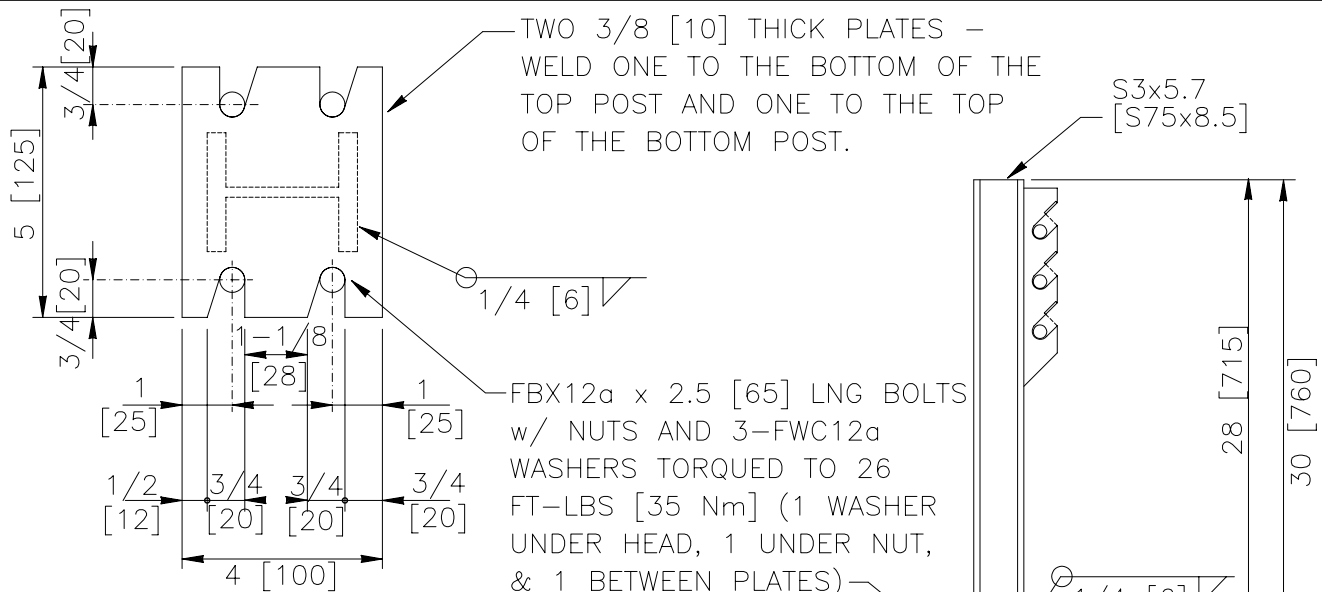 TWO 3/8 [10] THICK PLATES –
WELD ONE TO THE BOTTOM OF THE
TOP POST AND ONE TO THE TOP
OF THE BOTTOM POST.
3/4[20]
5 [125]
3/4[20]
1/4 [6]
1-1/8
[28]
1
[25]
1
[25]
1/2
[12]
3/4
[20]
3/4
[20]
3/4
[20]
4 [100]
FBX12a x 2.5 [65] LNG BOLTS
w/ NUTS AND 3-FWC12a
WASHERS TORQUED TO 26
FT-LBS [35 Nm] (1 WASHER
UNDER HEAD, 1 UNDER NUT,
& 1 BETWEEN PLATES)
S3x5.7
[S75x8.5]
28 [715]
30 [760]